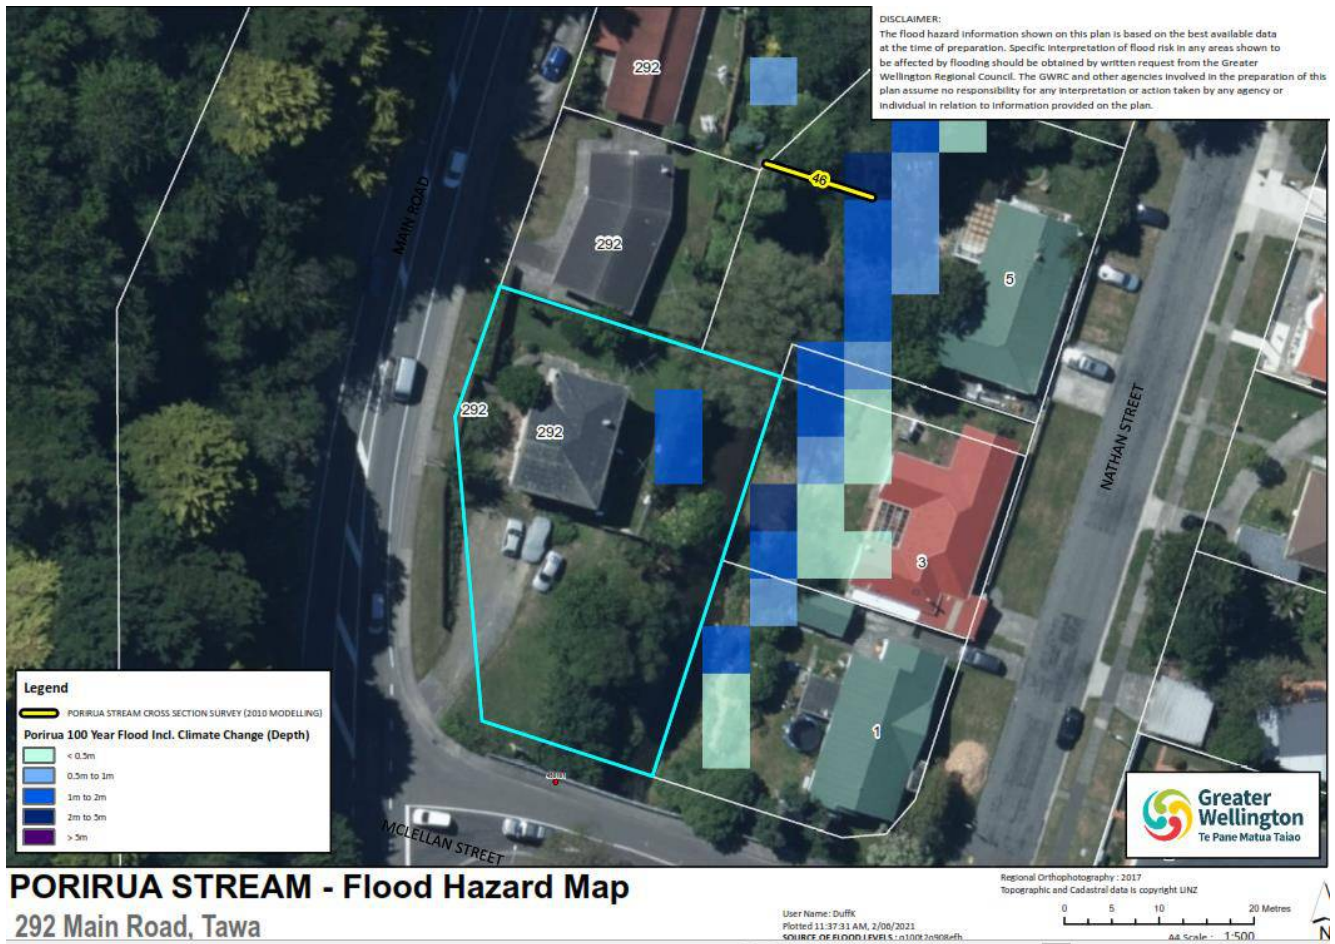 DISCLAIMER:
The flood hazard information shown on this plan is based on the best available data
at the time of preparation. Specific interpretation of flood risk in any areas shown to
be affected by flooding should be obtained by written request from the Greater
Wellington Regional Council. The GWRC and other agencies involved in the preparation of this
plan assume no responsibility for any interpretation or action taken by any agency or
individual in relation to information provided on the plan.
292
46
MAIN ROAD
292
5
292
292
NATHAN STREET
3
1
MCLELLAN STREET
Legend
PORIRUA STREAM CROSS SECTION SURVEY (2010 MODELLING)
Porirua 100 Year Flood Incl. Climate Change (Depth)
< 0.5m
0.5m to 1m
1m to 2m
2m to 5m
> 5m
Greater
Wellington
Te Pane Matua Taiao
PORIRUA STREAM - Flood Hazard Map
292 Main Road, Tawa
Regional Orthophotography : 2017
Topographic and Cadastral data is copyright LINZ
0 5 10 20 Metres
A4 Scale : 1:500
N
User Name: DuffK
Plotted 11:37:31 AM, 2/06/2021
SOURCE OF FLOOD LEVELS :